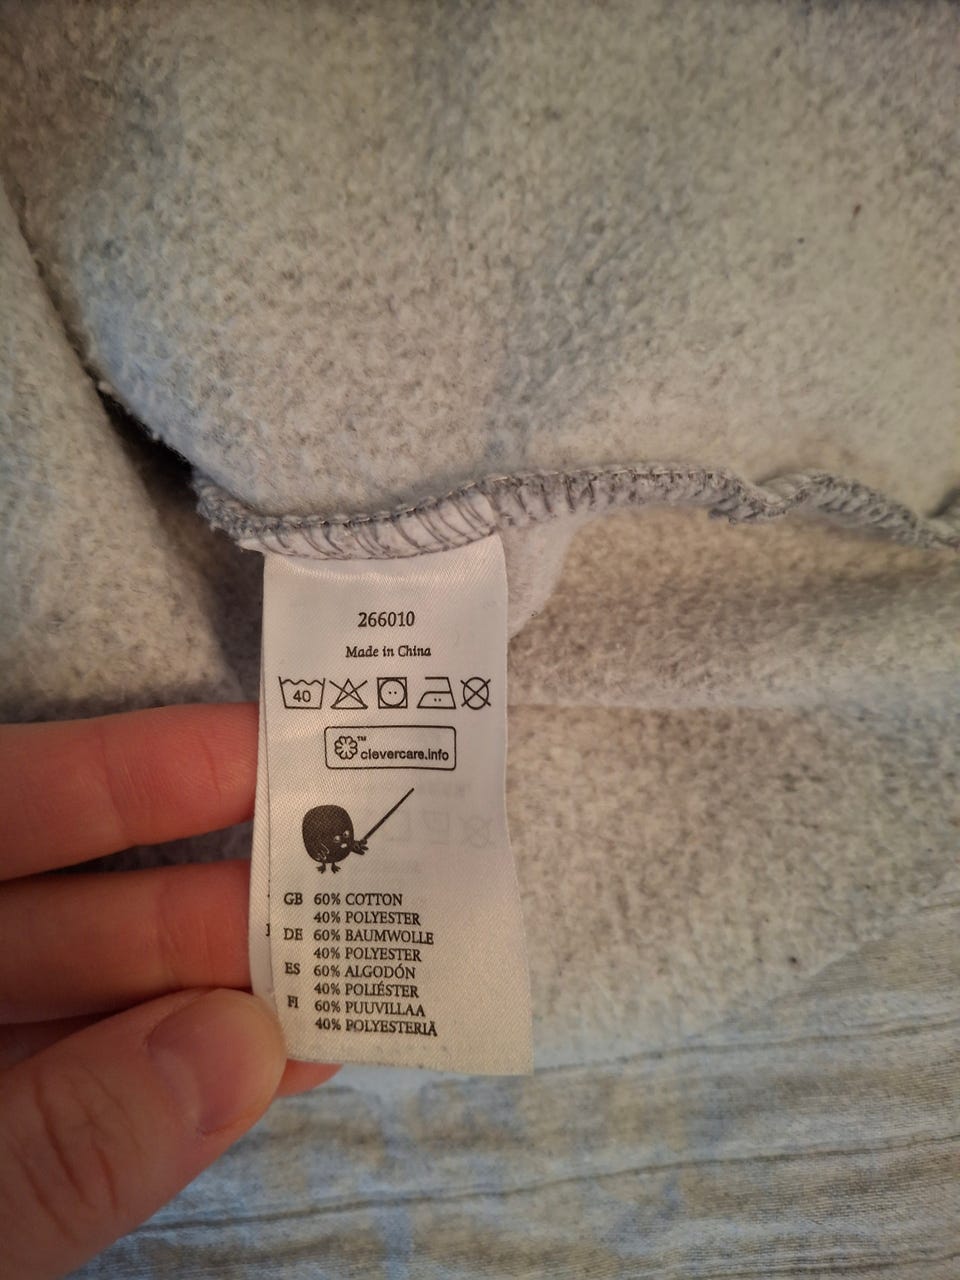 266010
Made in China
40
™ clevercare.info
GB 60% COTTON
40% POLYESTER
DE 60% BAUMWOLLE
40% POLYESTER
ES 60% ALGODÓN
40% POLIÉSTER
FI 60% PUUVILLAA
40% POLYESTERIÄ